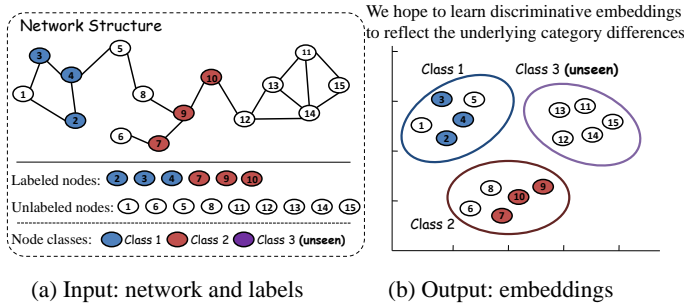 Network Structure
3
5
4
1
2
8
6
7
9
10
11
13
15
14
12
Labeled nodes: 2 3 4 7 9 10
Unlabeled nodes: 1 6 5 8 11 12 13 14 15
Node classes: Class 1 Class 2 Class 3 (unseen)
(a) Input: network and labels
We hope to learn discriminative embeddings
to reflect the underlying category differences
Class 1
Class 3 (unseen)
3
5
1
4
2
13
11
15
12
14
8
9
10
6
7
Class 2
(b) Output: embeddings